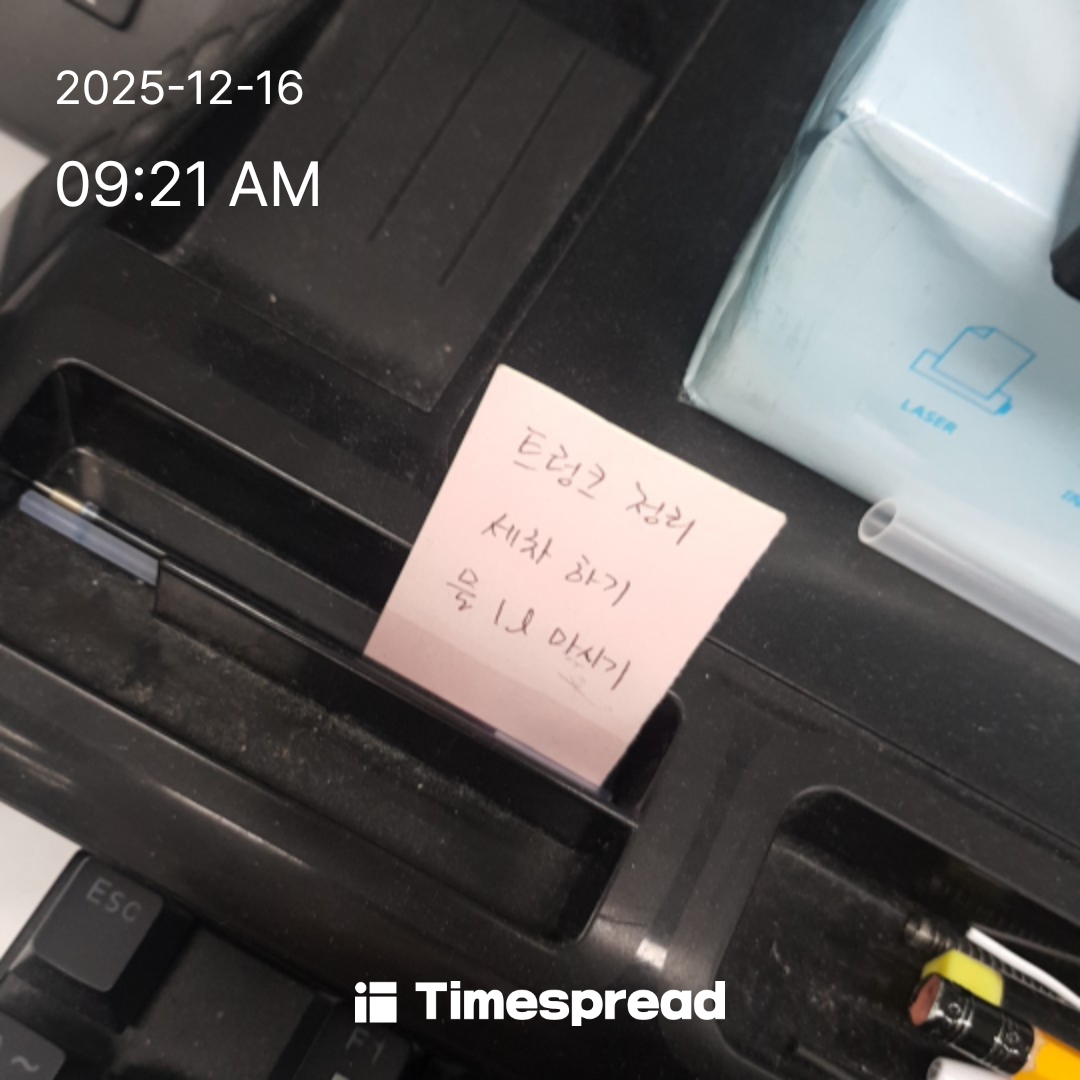 2025-12-16
09:21 AM
트렁크 정리
세차 하기
물 1ℓ 마시기
LASER
ESC
~
F1
Timespread